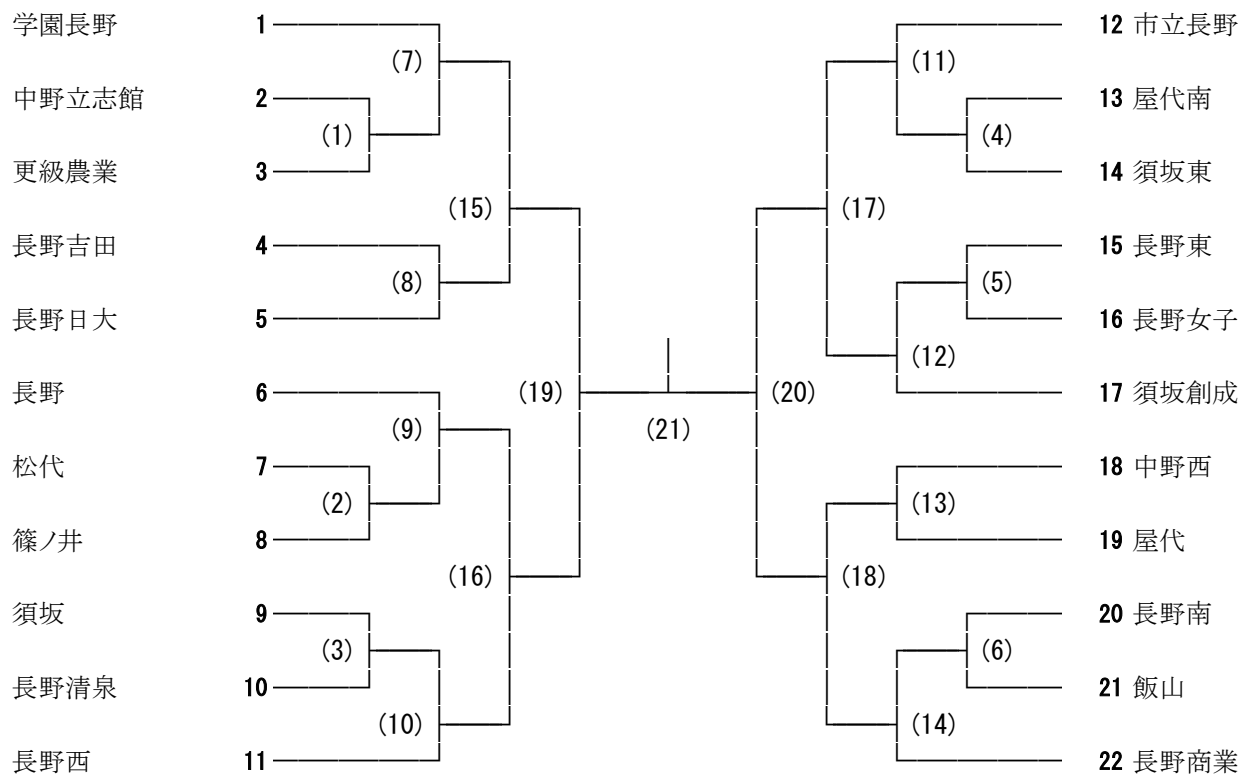 学園長野 1
(7)
中野立志館 2
(1)
更級農業 3
(15)
長野吉田 4
(8)
長野日大 5
長野 6
(19)
(9)
松代 7
(2)
篠ノ井 8
(16)
須坂 9
(3)
長野清泉 10
(10)
長野西 11
(21)
12 市立長野
(11)
13 屋代南
(4)
14 須坂東
(17)
15 長野東
(5)
16 長野女子
(12)
17 須坂創成
(20)
18 中野西
(13)
19 屋代
(18)
20 長野南
(6)
21 飯山
(14)
22 長野商業